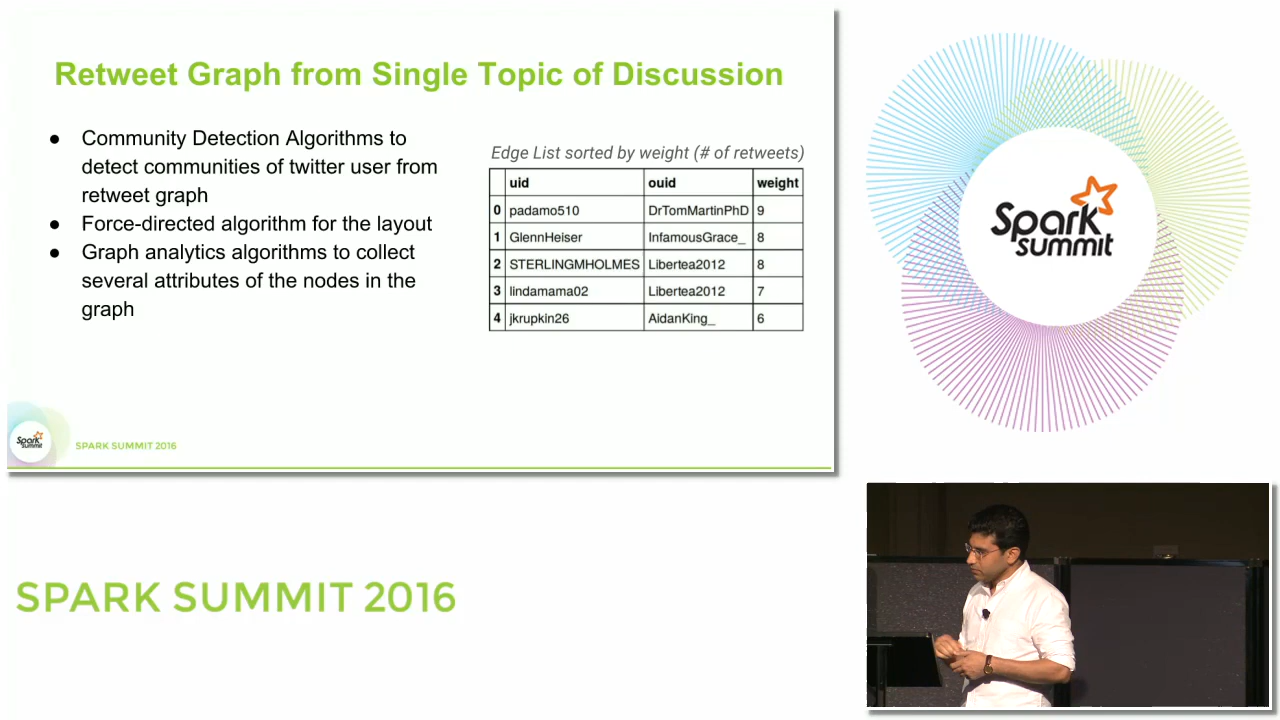 Retweet Graph from Single Topic of Discussion
● Community Detection Algorithms to
detect communities of twitter user from
retweet graph
● Force-directed algorithm for the layout
● Graph analytics algorithms to collect
several attributes of the nodes in the
graph
Edge List sorted by weight (# of retweets)
uid ouid weight
0 padamo510 DrTomMartinPhD 9
1 GlennHeiser InfamousGrace_ 8
2 STERLINGMHOLMES Libertea2012 8
3 lindamama02 Libertea2012 7
4 jkrupkin26 AidanKing_ 6
Spark
summit
SPARK SUMMIT 2016
Spark
summit
SPARK SUMMIT 2016